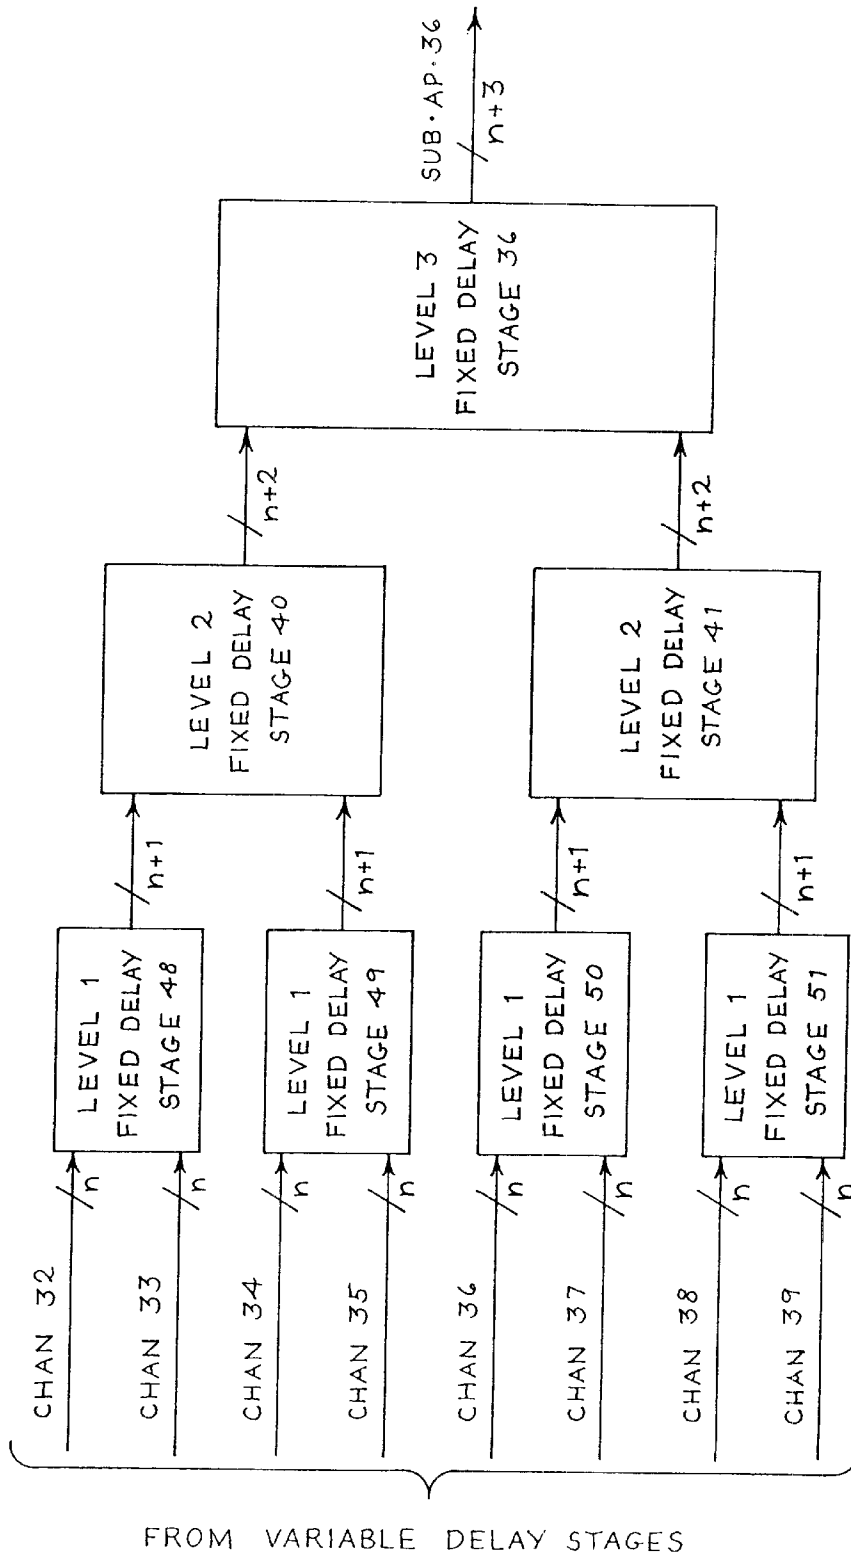 FROM VARIABLE DELAY STAGES
CHAN 32
n
CHAN 33
n
CHAN 34
n
CHAN 35
n
CHAN 36
n
CHAN 37
n
CHAN 38
n
CHAN 39
n
LEVEL 1
FIXED DELAY
STAGE 48
LEVEL 1
FIXED DELAY
STAGE 49
LEVEL 1
FIXED DELAY
STAGE 50
LEVEL 1
FIXED DELAY
STAGE 51
n+1
n+1
n+1
n+1
LEVEL 2
FIXED DELAY
STAGE 40
LEVEL 2
FIXED DELAY
STAGE 41
n+2
n+2
LEVEL 3
FIXED DELAY
STAGE 36
SUB·AP·36
n+3